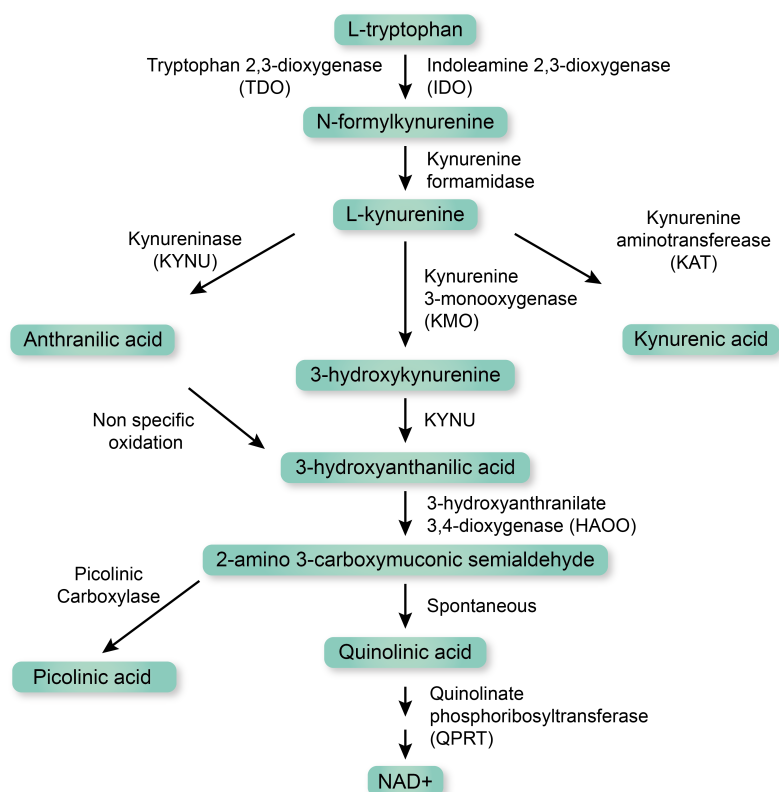 L-tryptophan
Tryptophan 2,3-dioxygenase
(TDO)
Indoleamine 2,3-dioxygenase
(IDO)
N-formylkynurenine
Kynurenine
formamidase
L-kynurenine
Kynureninase
(KYNU)
Kynurenine
3-monooxygenase
(KMO)
Kynurenine
aminotransferease
(KAT)
Anthranilic acid
Kynurenic acid
3-hydroxykynurenine
Non specific
oxidation
KYNU
3-hydroxyanthanilic acid
3-hydroxyanthranilate
3,4-dioxygenase (HAOO)
2-amino 3-carboxymuconic semialdehyde
Picolinic
Carboxylase
Spontaneous
Picolinic acid
Quinolinic acid
Quinolinate
phosphoribosyltransferase
(QPRT)
NAD+